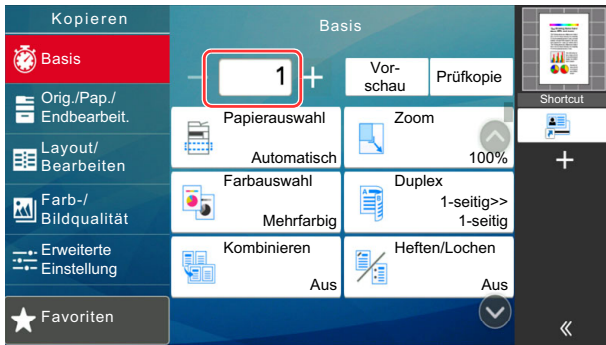 Kopieren
Basis
Orig./Pap./
Endbearbeit.
Layout/
Bearbeiten
Farb-/
Bildqualität
Erweiterte
Einstellung
Favoriten
Basis
1
Vor-
schau
Prüfkopie
Papierauswahl
Automatisch
Zoom
100%
Farbauswahl
Mehrfarbig
Duplex
1-seitig>>
1-seitig
Kombinieren
Aus
Heften/Lochen
Aus
Shortcut